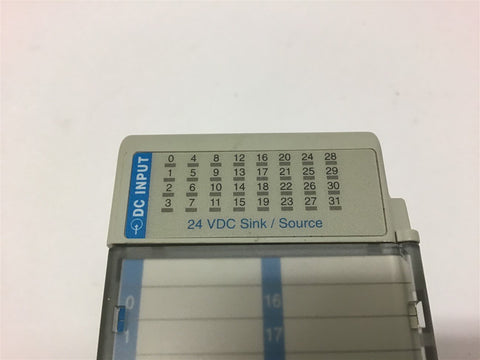 DC INPUT
0 4 8 12 16 20 24 28
1 5 9 13 17 21 25 29
2 6 10 14 18 22 26 30
3 7 11 15 19 23 27 31
24 VDC Sink / Source
0 16
1 17